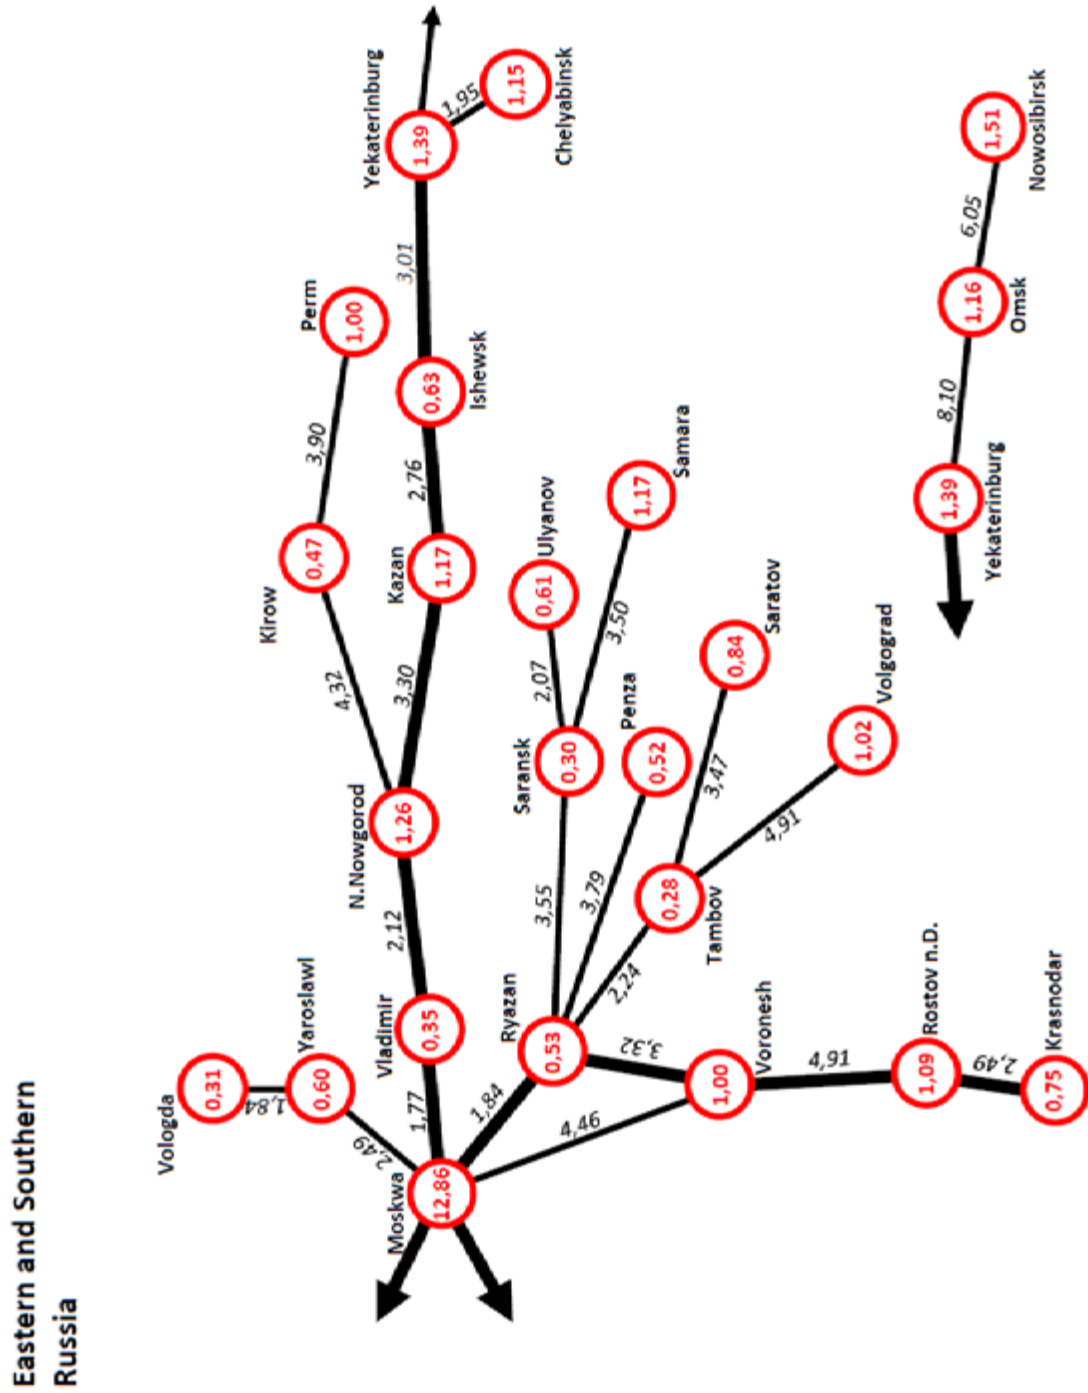 Eastern and Southern
Russia
Vologda
0,31
1,84
Yaroslawl
0,60
2,49
Moskwa
12,86
1,77
Vladimir
0,35
2,12
N.Nowgorod
1,26
4,32
Kirow
0,47
3,90
Perm
1,00
3,30
Kazan
1,17
2,76
Ishewsk
0,63
3,01
Yekaterinburg
1,39
1,95
1,15
Chelyabinsk
1,84
Ryazan
0,53
3,55
Saransk
0,30
2,07
0,61
Ulyanov
3,50
1,17
Samara
3,79
0,52
Penza
2,24
0,28
Tambov
3,47
0,84
Saratov
4,91
1,02
Volgograd
4,46
3,32
1,00
Voronesh
4,91
1,09
Rostov n.D.
2,49
0,75
Krasnodar
1,39
Yekaterinburg
8,10
1,16
Omsk
6,05
1,51
Nowosibirsk